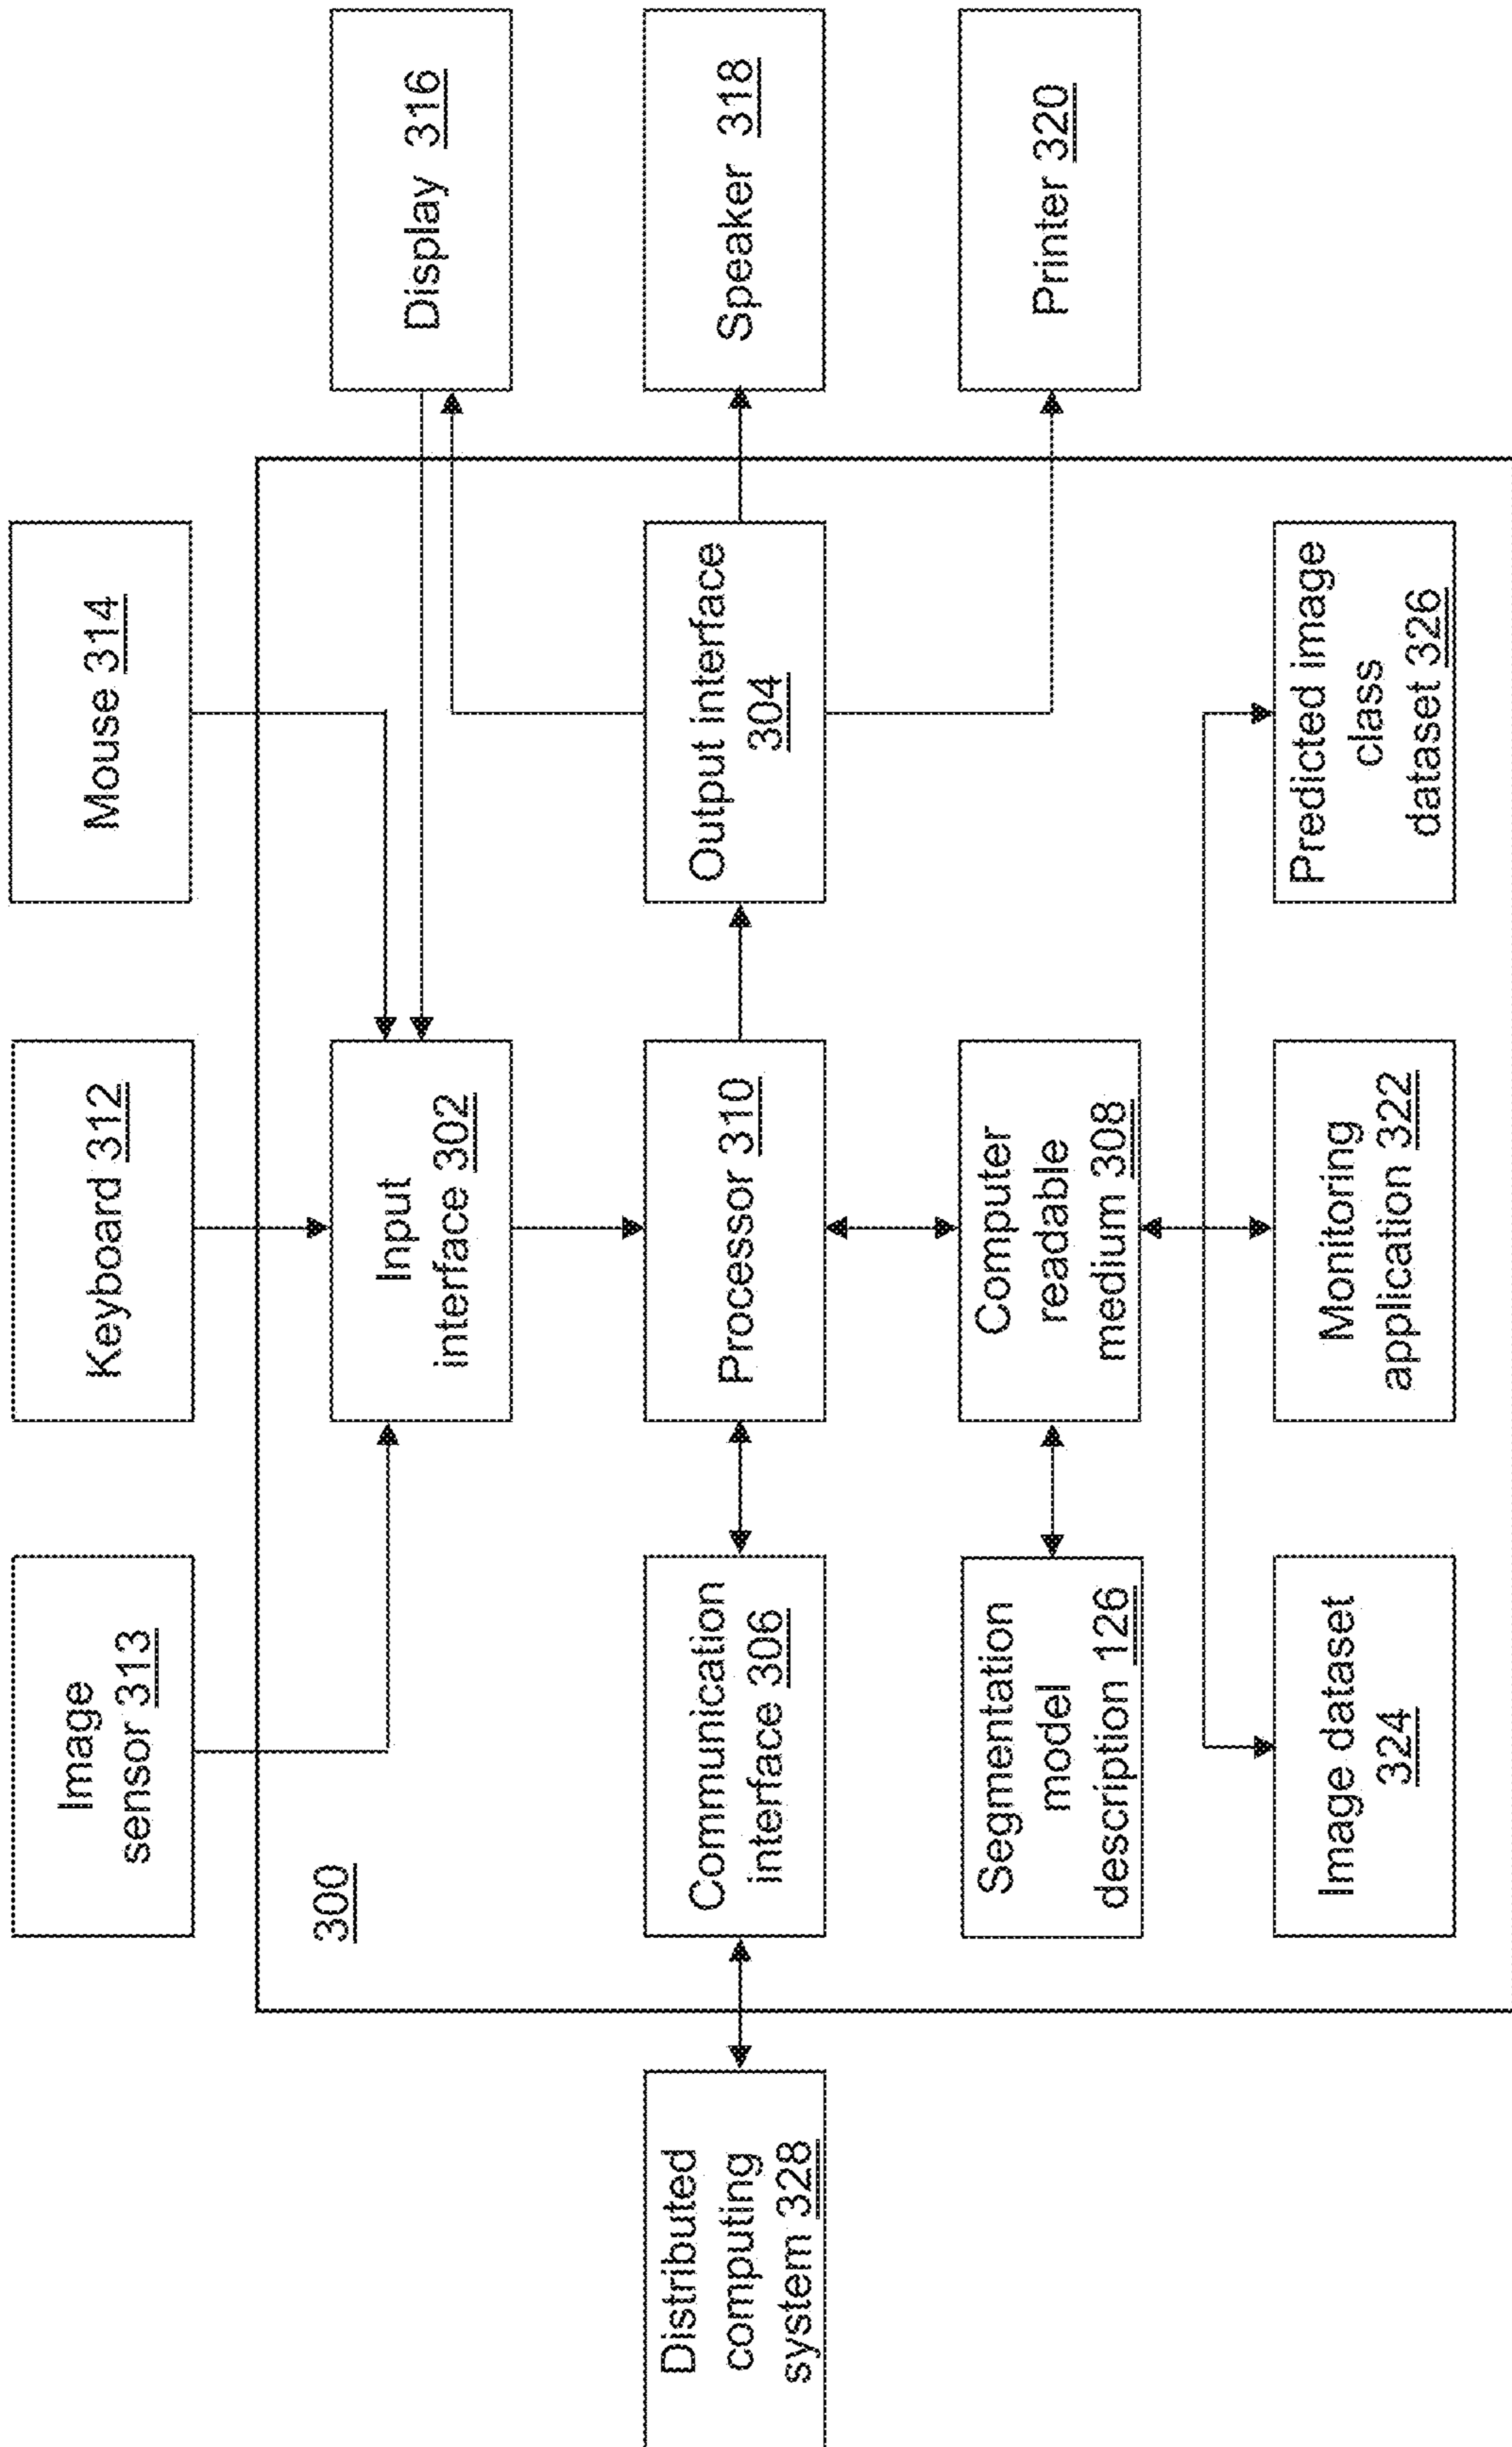 Image
sensor 313
Keyboard 312
Mouse 314
300
Input
interface 302
Display 316
Distributed
computing
system 328
Communication
interface 306
Processor 310
Output interface
304
Speaker 318
Segmentation
model
description 126
Computer
readable
medium 308
Printer 320
Image dataset
324
Monitoring
application 322
Predicted image
class
dataset 326